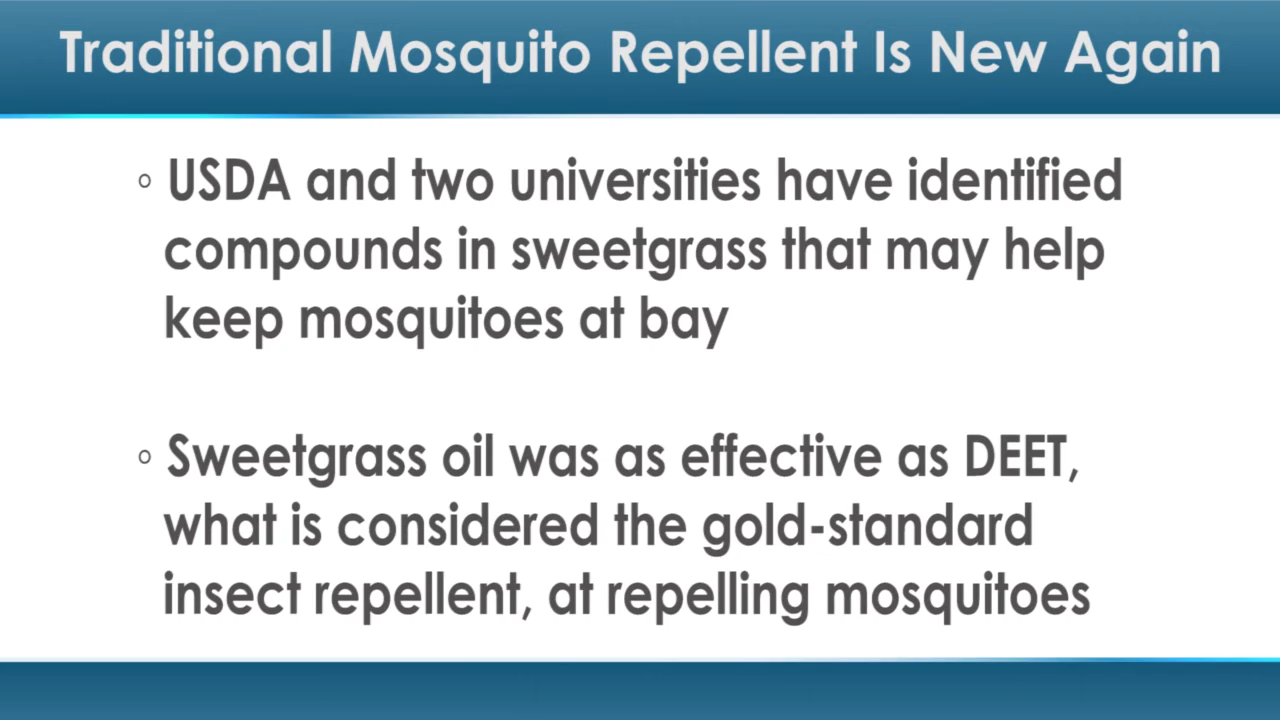 Traditional Mosquito Repellent Is New Again
◦ USDA and two universities have identified
compounds in sweetgrass that may help
keep mosquitoes at bay
◦ Sweetgrass oil was as effective as DEET,
what is considered the gold-standard
insect repellent, at repelling mosquitoes